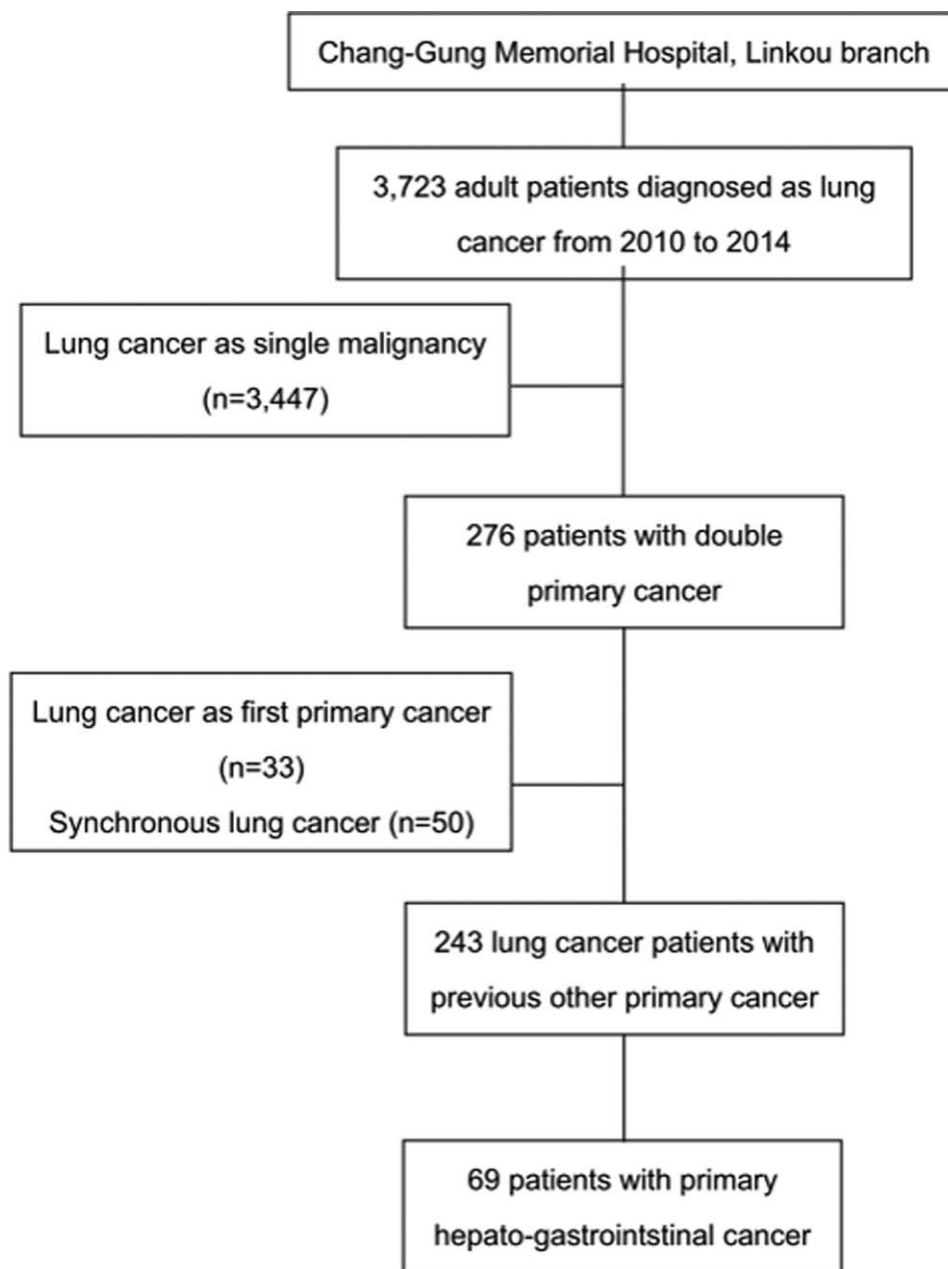 Chang-Gung Memorial Hospital, Linkou branch
3,723 adult patients diagnosed as lung
cancer from 2010 to 2014
Lung cancer as single malignancy
(n=3,447)
276 patients with double
primary cancer
Lung cancer as first primary cancer
(n=33)
Synchronous lung cancer (n=50)
243 lung cancer patients with
previous other primary cancer
69 patients with primary
hepato-gastrointstinal cancer